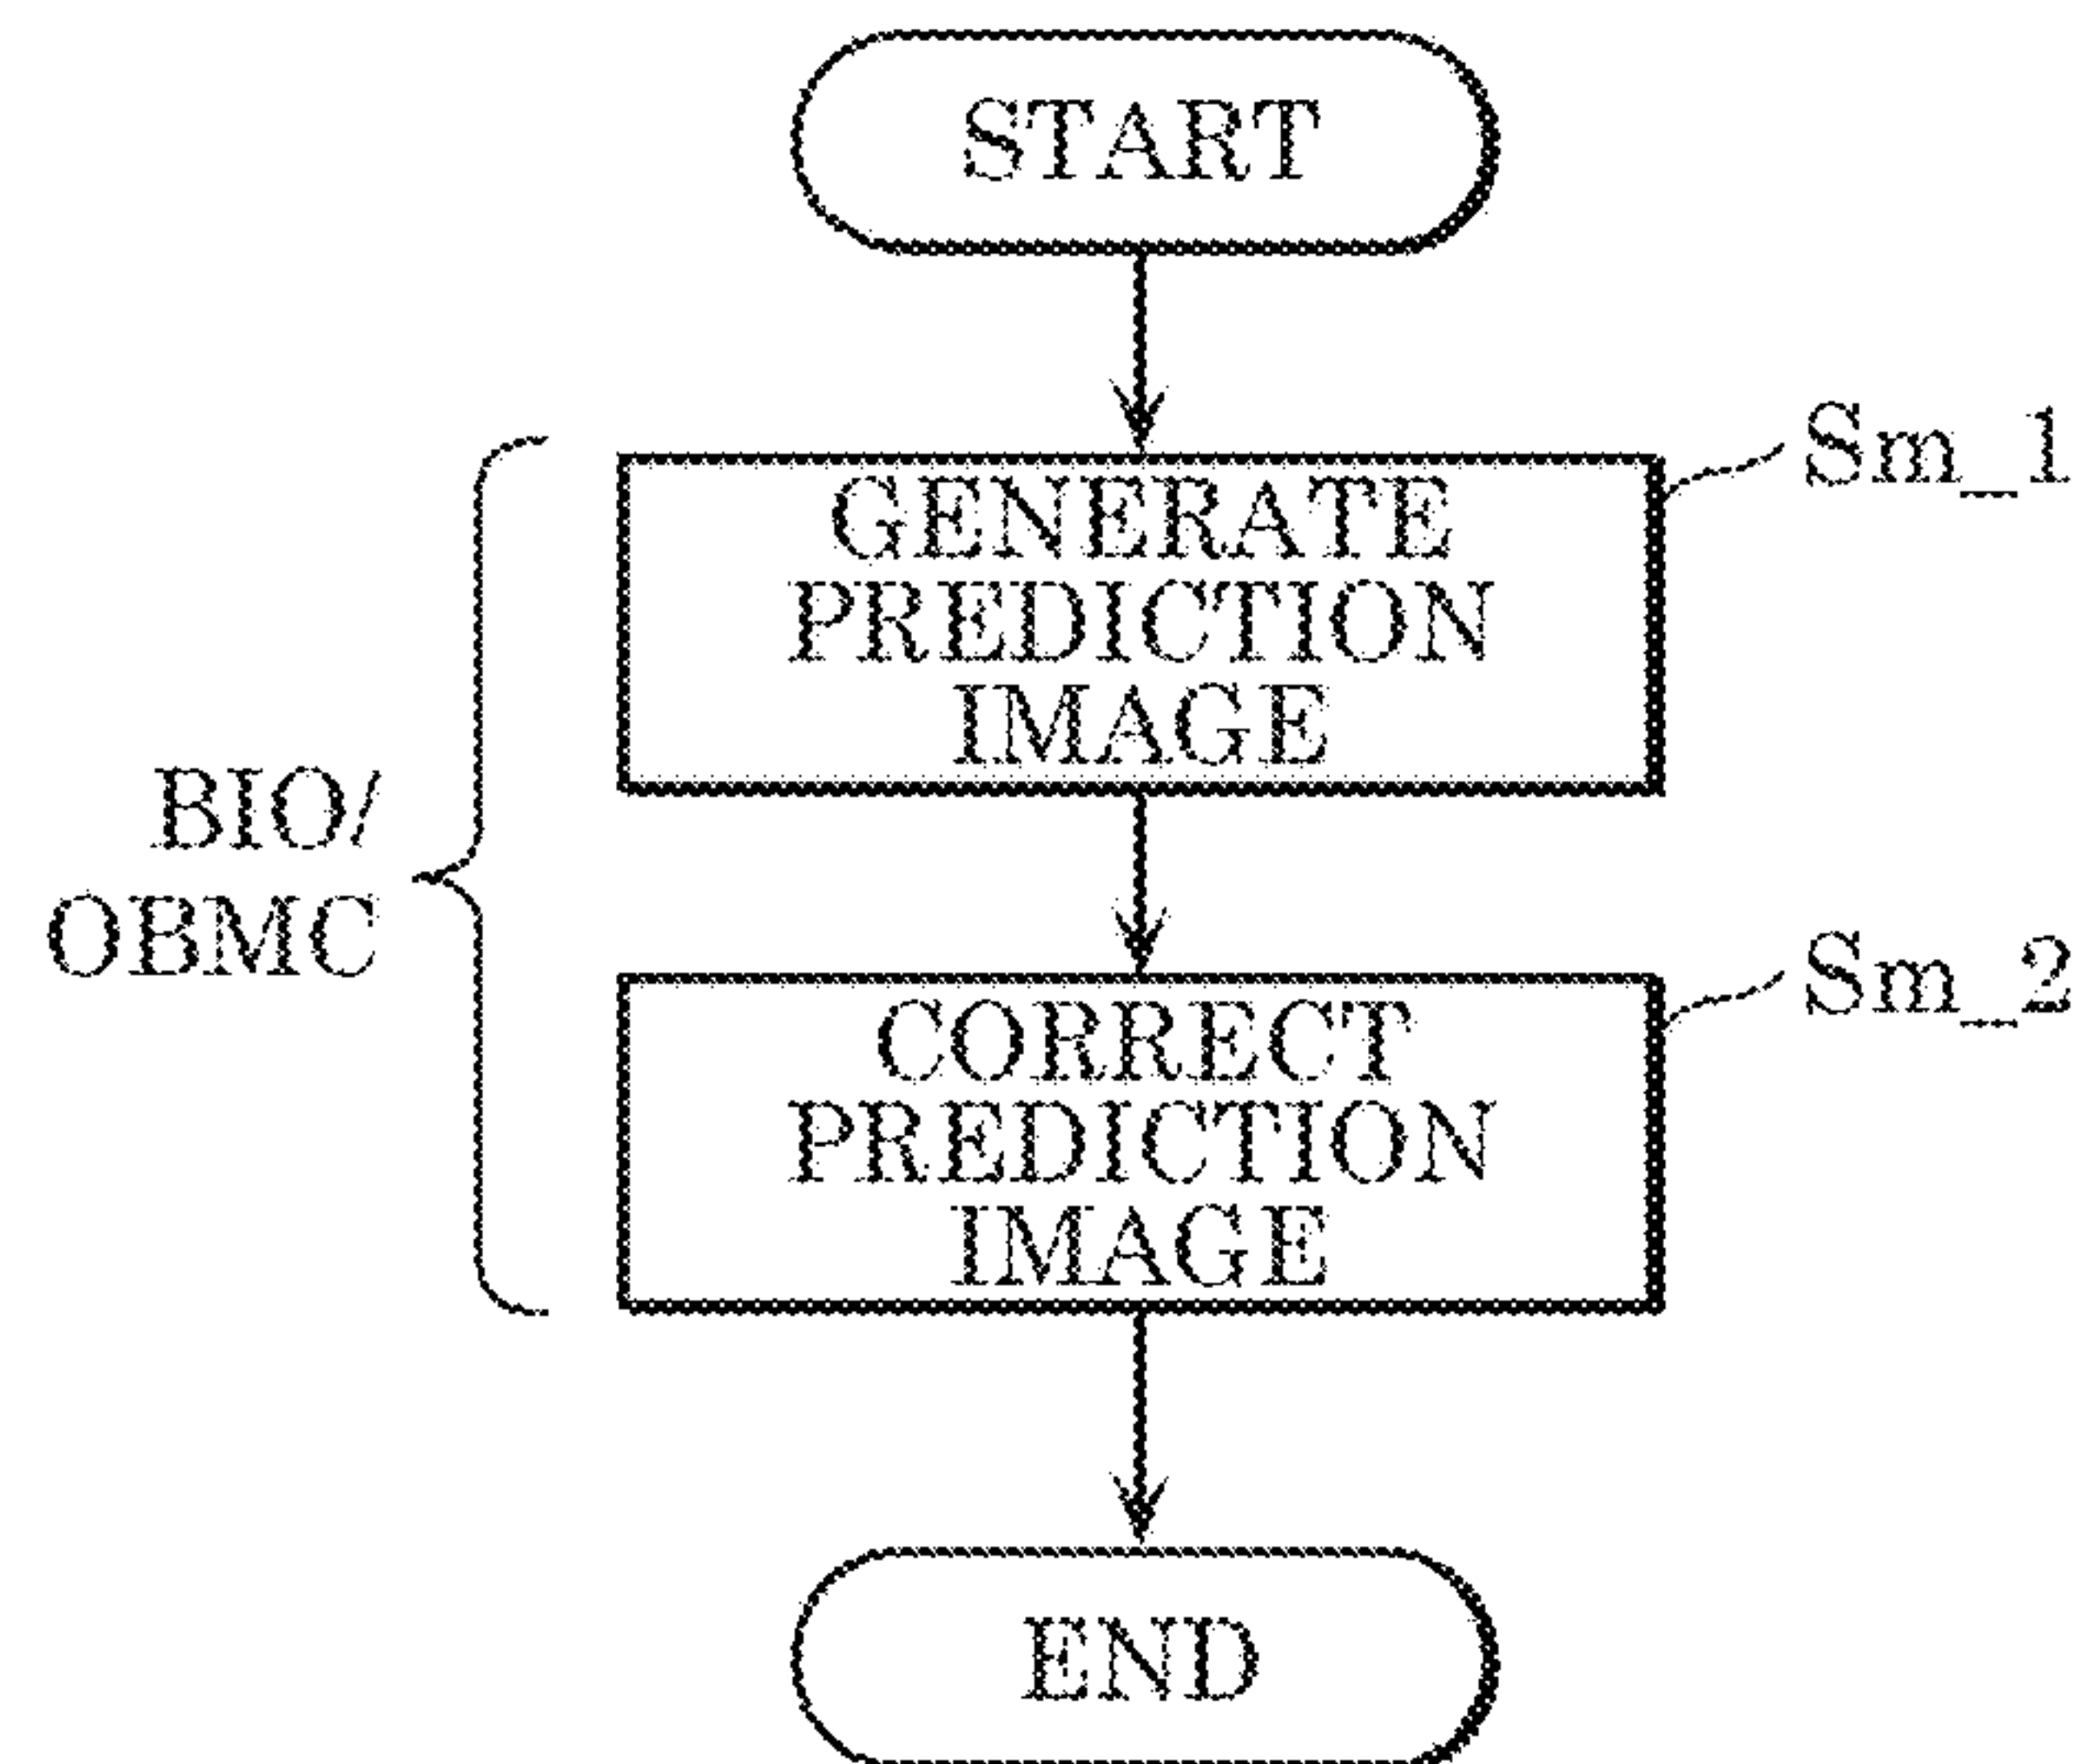 START
Sm_1
GENERATE
PREDICTION
IMAGE
BIO/
OBMC
Sm_2
CORRECT
PREDICTION
IMAGE
END